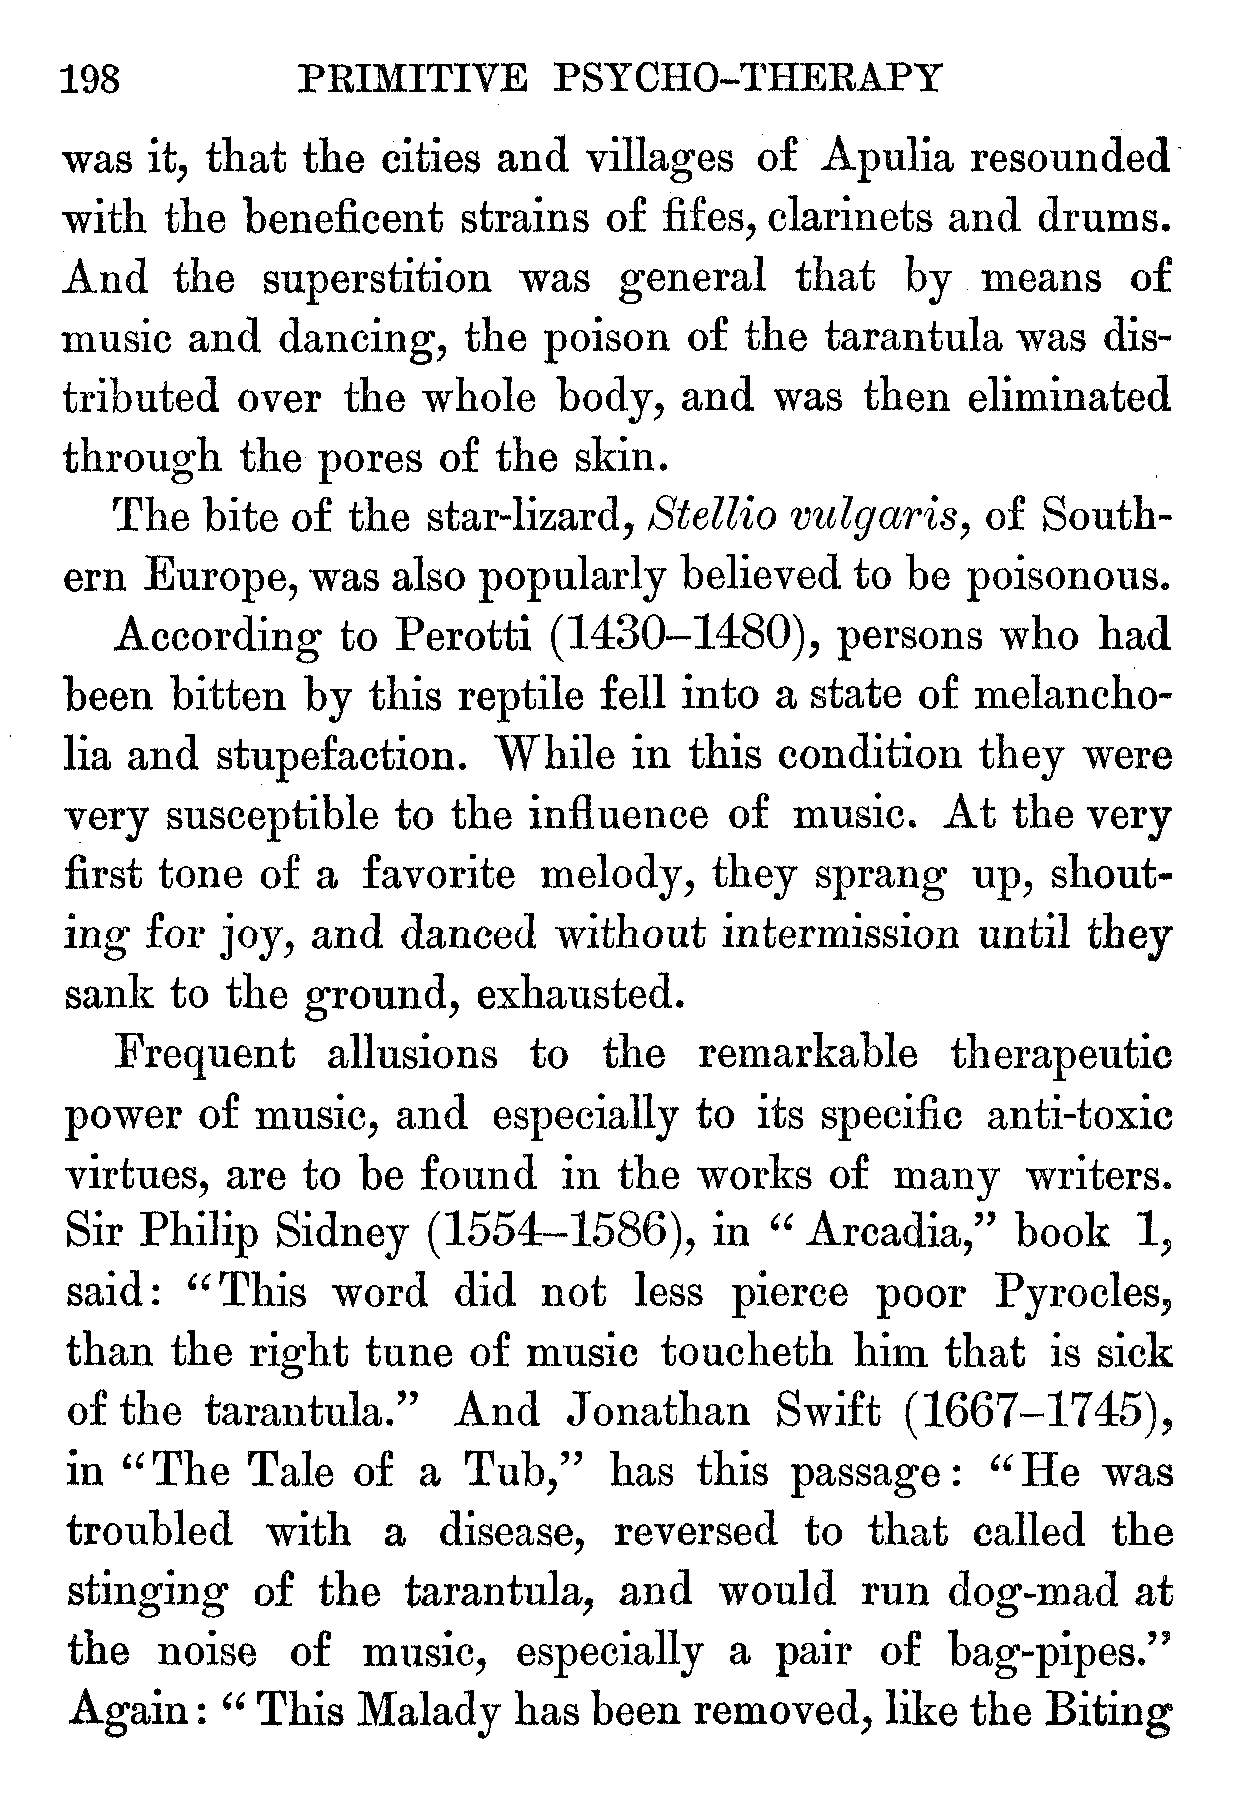 198 PRIMITIVE PSYCHO-THERAPY
was it, that the cities and villages of Apulia resounded
with the beneficent strains of fifes, clarinets and drums.
And the superstition was general that by means of
music and dancing, the poison of the tarantula was dis-
tributed over the whole body, and was then eliminated
through the pores of the skin.
The bite of the star-lizard, Stellio vulgaris, of South-
ern Europe, was also popularly believed to be poisonous.
According to Perotti (1430–1480), persons who had
been bitten by this reptile fell into a state of melancho-
lia and stupefaction. While in this condition they were
very susceptible to the influence of music. At the very
first tone of a favorite melody, they sprang up, shout-
ing for joy, and danced without intermission until they
sank to the ground, exhausted.
Frequent allusions to the remarkable therapeutic
power of music, and especially to its specific anti-toxic
virtues, are to be found in the works of many writers.
Sir Philip Sidney (1554–1586), in “Arcadia,” book 1,
said: “This word did not less pierce poor Pyrocles,
than the right tune of music toucheth him that is sick
of the tarantula.” And Jonathan Swift (1667–1745),
in “The Tale of a Tub,” has this passage: “He was
troubled with a disease, reversed to that called the
stinging of the tarantula, and would run dog-mad at
the noise of music, especially a pair of bag-pipes.”
Again: “This Malady has been removed, like the Biting